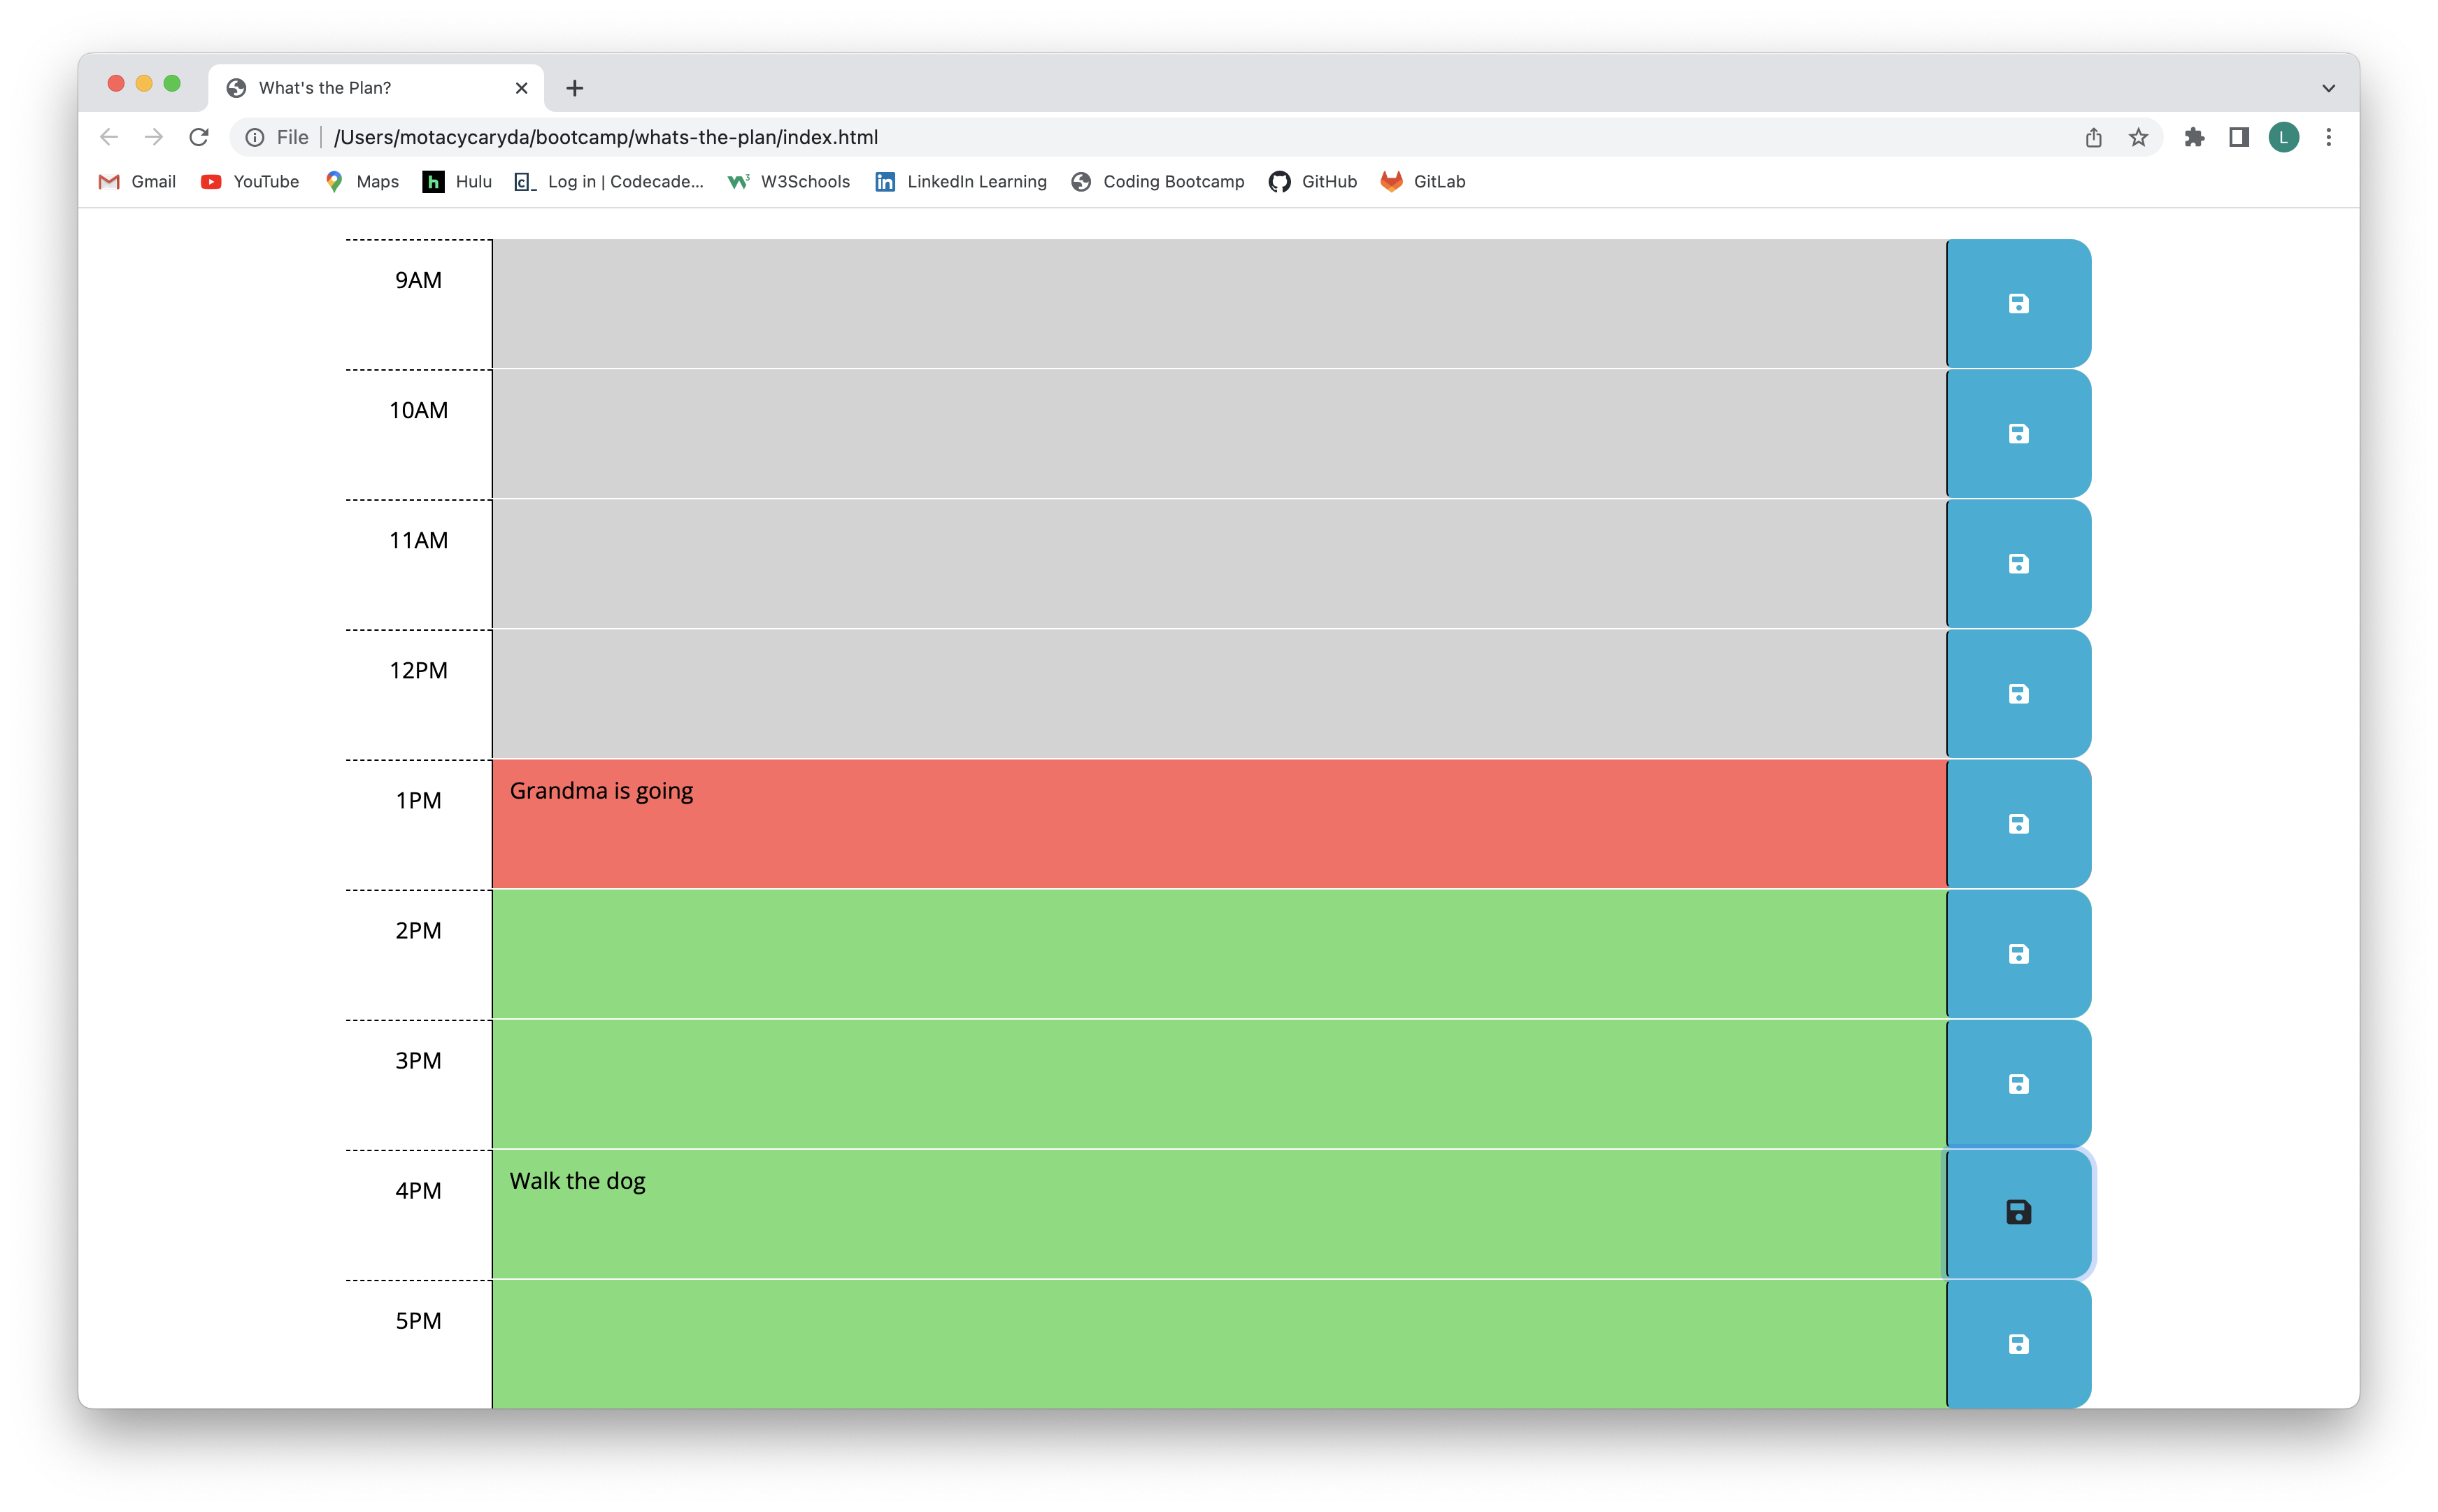 What's the Plan?
File /Users/motacycaryda/bootcamp/whats-the-plan/index.html
L
Gmail YouTube Maps h Hulu c_ Log in | Codecade... W3Schools in LinkedIn Learning Coding Bootcamp GitHub GitLab
9AM
10AM
11AM
12PM
1PM Grandma is going
2PM
3PM
4PM Walk the dog
5PM